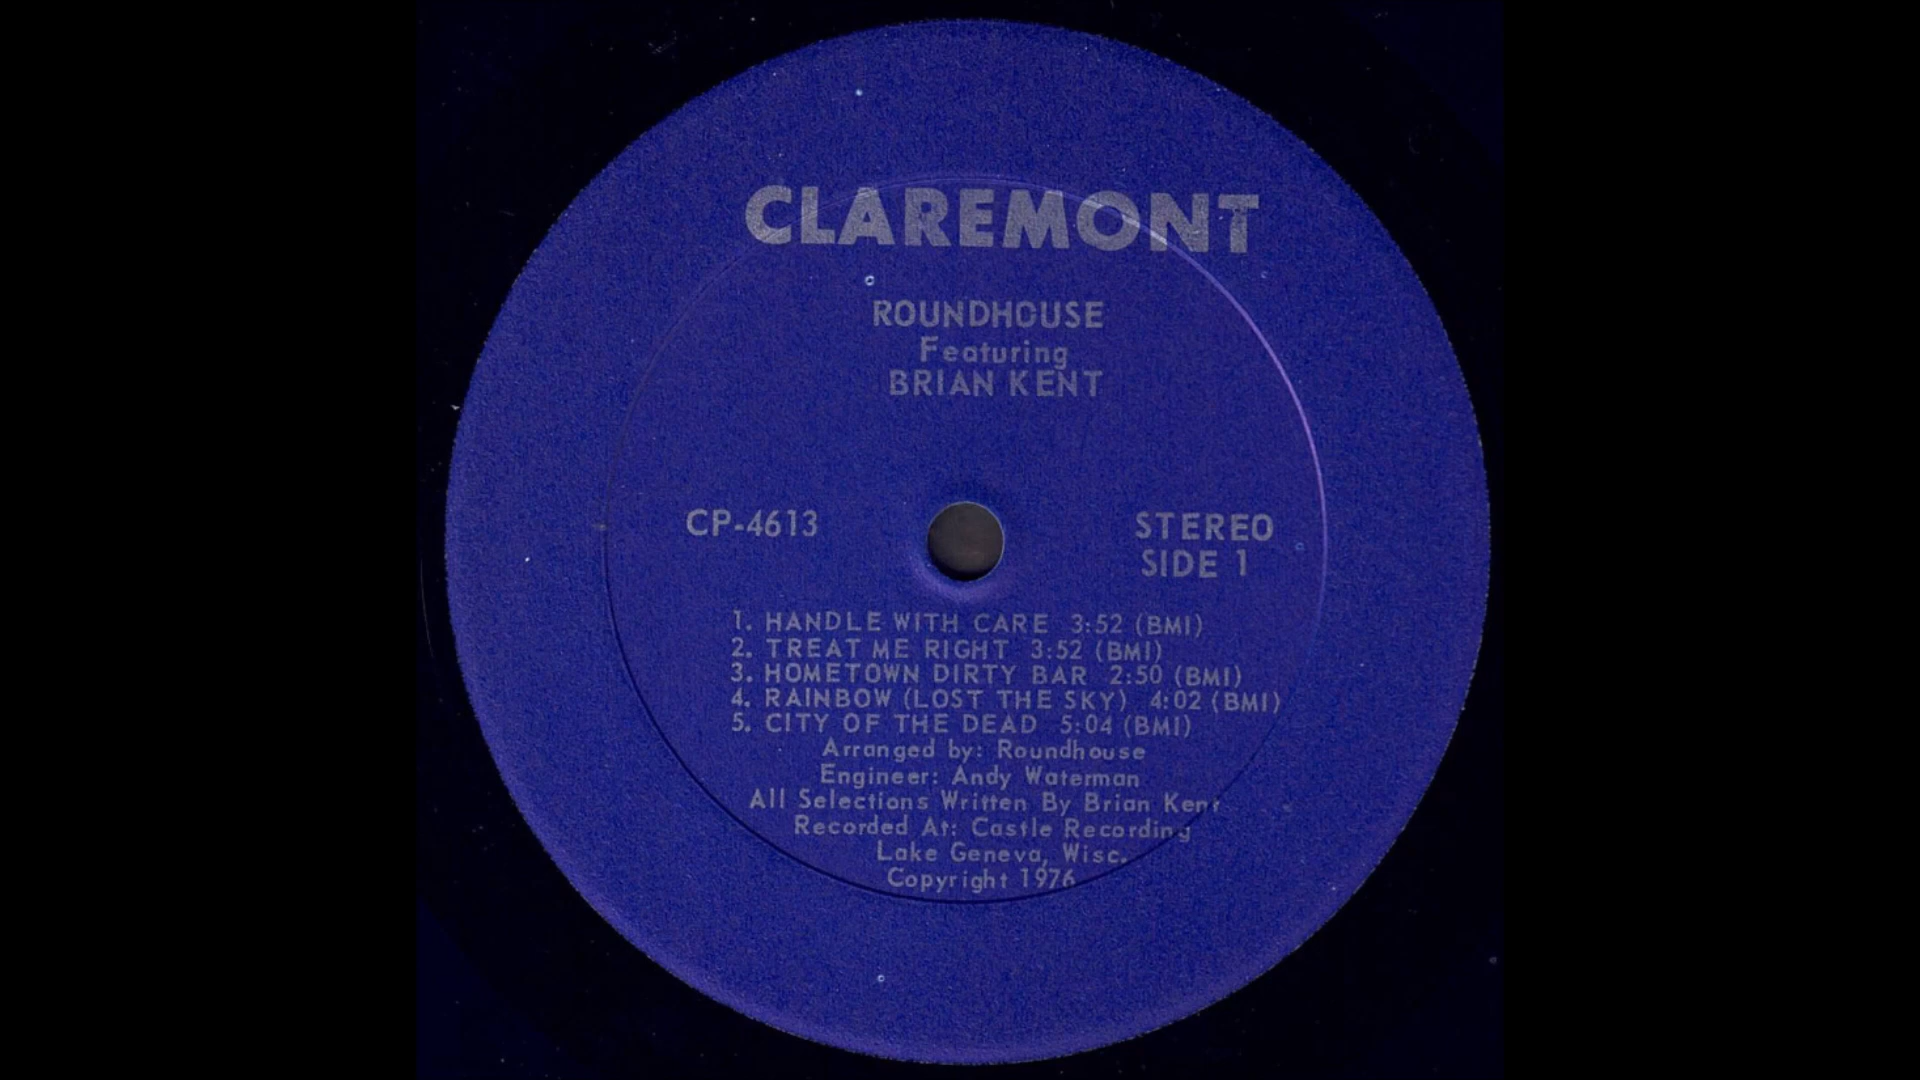 CLAREMONT
ROUNDHOUSE
Featuring
BRIAN KENT
CP-4613
STEREO
SIDE 1
1. HANDLE WITH CARE 3:52 (BMI)
2. TREAT ME RIGHT 3:52 (BMI)
3. HOMETOWN DIRTY BAR 2:50 (BMI)
4. RAINBOW (LOST THE SKY) 4:02 (BMI)
5. CITY OF THE DEAD 5:04 (BMI)
Arranged by: Roundhouse
Engineer: Andy Waterman
All Selections Written By Brian Kent
Recorded At: Castle Recording
Lake Geneva, Wisc.
Copyright 1976